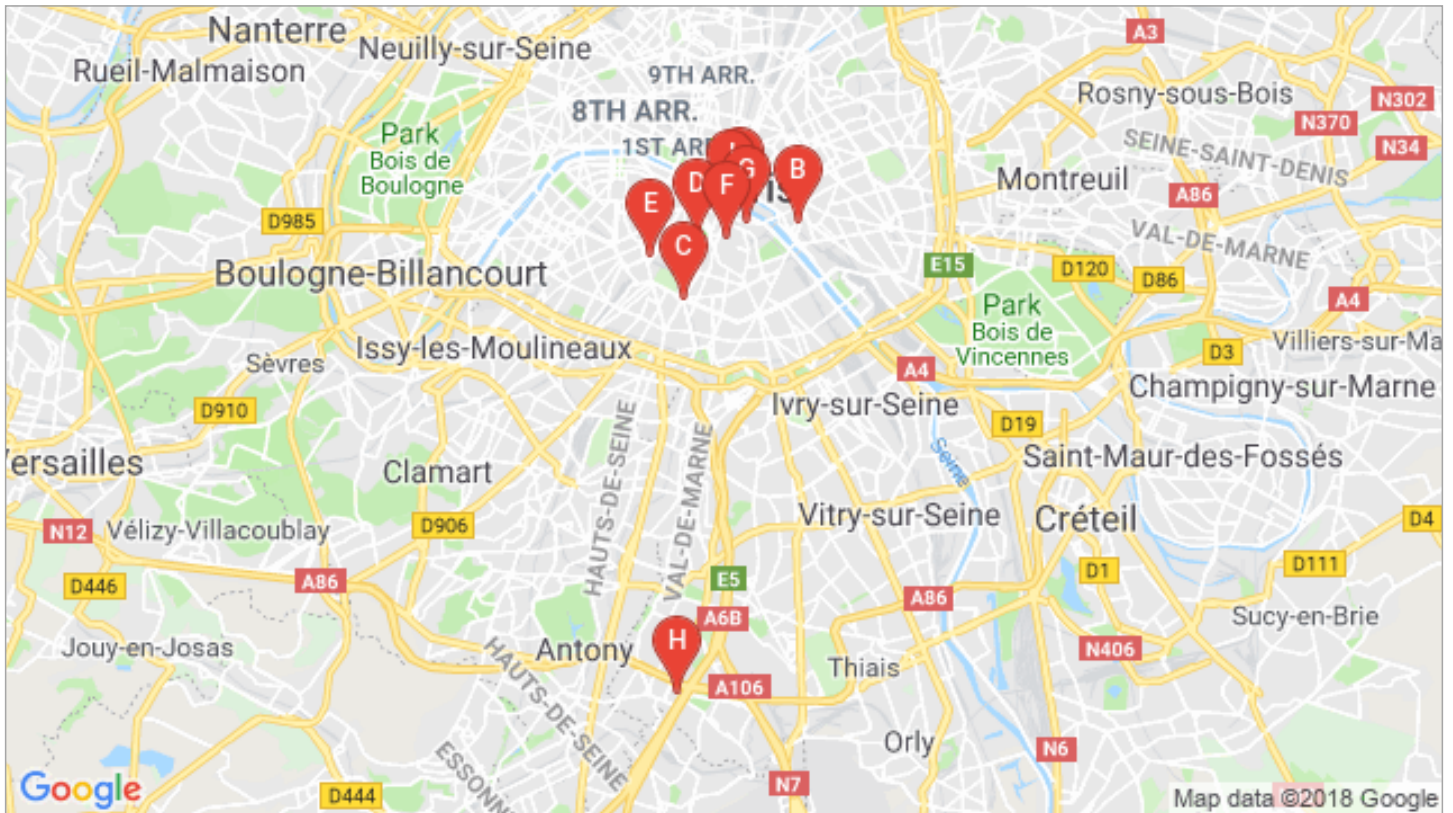 Nanterre
Neuilly-sur-Seine
A3
Rueil-Malmaison
9TH ARR.
8TH ARR.
Rosny-sous-Bois
N302
N370
Park
Bois de
Boulogne
1ST
SEINE-SAINT-DENIS
N34
E
D
F
G
B
C
Montreuil
A86
D985
VAL-DE-MARNE
Boulogne-Billancourt
E15
D120
D86
A4
Park
Bois de
Vincennes
Issy-les-Moulineaux
Sèvres
A4
D3
Villiers-sur-Ma
Champigny-sur-Marne
D910
Ivry-sur-Seine
D19
HAUTS-DE-SEINE
VAL-DE-MARNE
Seine
ersailles
Clamart
Saint-Maur-des-Fossés
N12
Vélizy-Villacoublay
D906
Vitry-sur-Seine
Créteil
D4
D446
A86
E5
A86
D1
D111
A6B
Sucy-en-Brie
Jouy-en-Josas
Antony
H
N406
HAUTS-DE-SEINE
A106
Thiais
Orly
N6
ESSONN
N7
Google
D444
Map data ©2018 Google